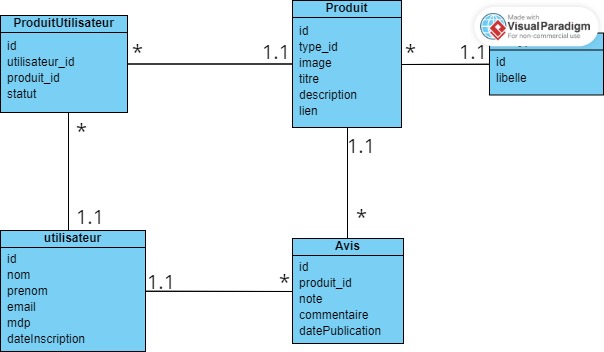 ProduitUtilisateur
id
utilisateur_id
produit_id
statut
*
1.1
Produit
id
type_id
image
titre
description
lien
*
1.1
Made with
VisualParadigm
For non-commercial use
id
libelle
*
1.1
1.1
*
utilisateur
id
nom
prenom
email
mdp
dateInscription
1.1
*
Avis
id
produit_id
note
commentaire
datePublication